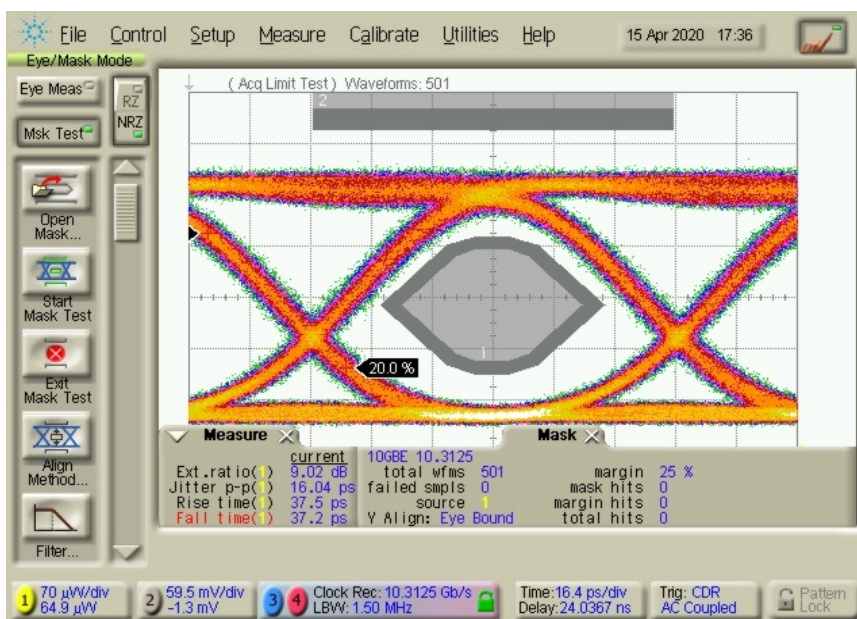 File Control Setup Measure Calibrate Utilities Help 15 Apr 2020 17:36
Eye/Mask Mode
Eye Meas
RZ
NRZ
Msk Test
Open
Mask...
Start
Mask Test
Exit
Mask Test
Align
Method...
Filter...
( Acq Limit Test ) Waveforms: 501
2
1
20.0 %
Measure
current
Ext.ratio(1) 9.02 dB
Jitter p-p(1) 16.04 ps
Rise time(1) 37.5 ps
Fall time(1) 37.2 ps
Mask
10GBE 10.3125
total wfms 501
failed smpls 0
source 1
Y Align: Eye Bound
margin 25 %
mask hits 0
margin hits 0
total hits 0
1 70 µW/div
64.9 µW
2 59.5 mV/div
-1.3 mV
3 4 Clock Rec: 10.3125 Gb/s
LBW: 1.50 MHz
Time:16.4 ps/div
Delay:24.0367 ns
Trig: CDR
AC Coupled
Pattern
Lock